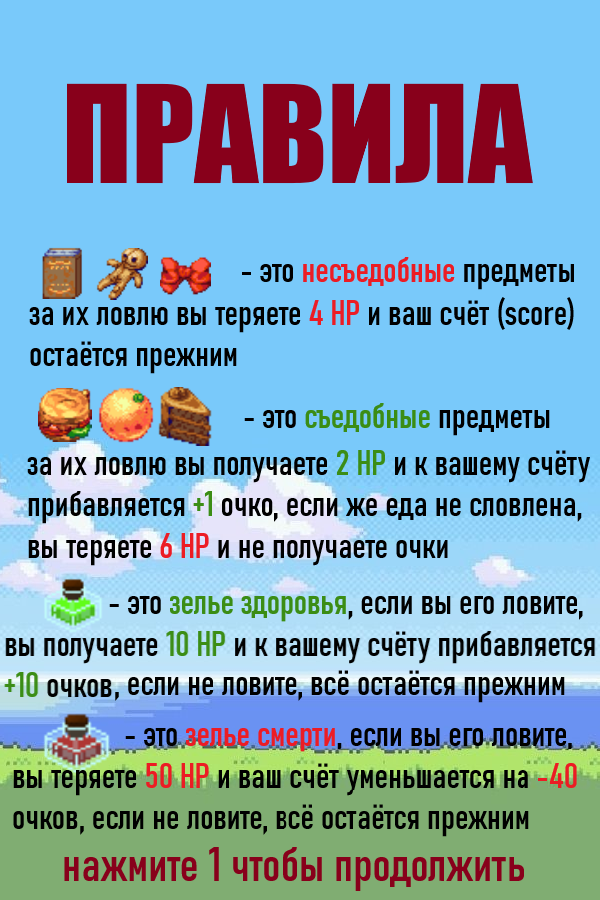 ПРАВИЛА
- это несъедобные предметы
за их ловлю вы теряете 4 HP и ваш счёт (score)
остаётся прежним
- это съедобные предметы
за их ловлю вы получаете 2 HP и к вашему счёту
прибавляется +1 очко, если же еда не словлена,
вы теряете 6 HP и не получаете очки
- это зелье здоровья, если вы его ловите,
вы получаете 10 HP и к вашему счёту прибавляется
+10 очков, если не ловите, всё остаётся прежним
- это зелье смерти, если вы его ловите,
вы теряете 50 HP и ваш счёт уменьшается на -40
очков, если не ловите, всё остаётся прежним
нажмите 1 чтобы продолжить